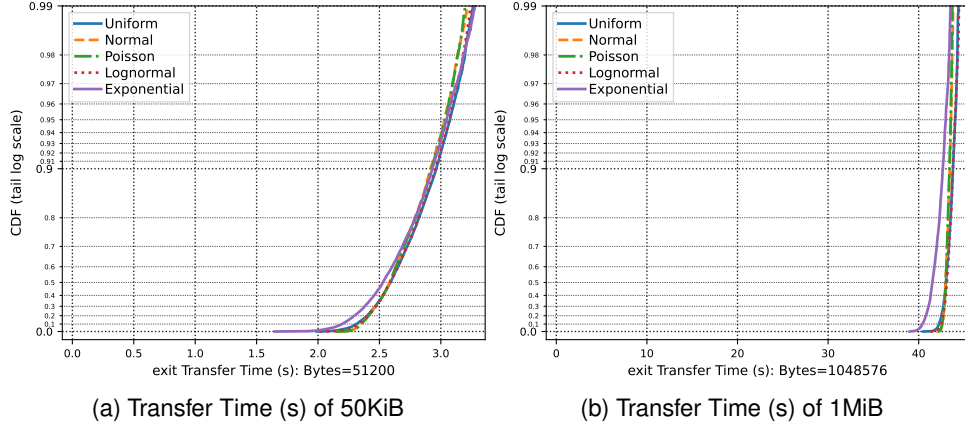 0.99
0.98
0.97
0.96
0.95
0.94
0.93
0.92
0.91
0.9
0.8
0.7
0.6
0.5
0.4
0.3
0.2
0.1
0.0
CDF (tail log scale)
Uniform
Normal
Poisson
Lognormal
Exponential
0.0 0.5 1.0 1.5 2.0 2.5 3.0
exit Transfer Time (s): Bytes=51200
(a) Transfer Time (s) of 50KiB
0.99
0.98
0.97
0.96
0.95
0.94
0.93
0.92
0.91
0.9
0.8
0.7
0.6
0.5
0.4
0.3
0.2
0.1
0.0
CDF (tail log scale)
Uniform
Normal
Poisson
Lognormal
Exponential
0 10 20 30 40
exit Transfer Time (s): Bytes=1048576
(b) Transfer Time (s) of 1MiB